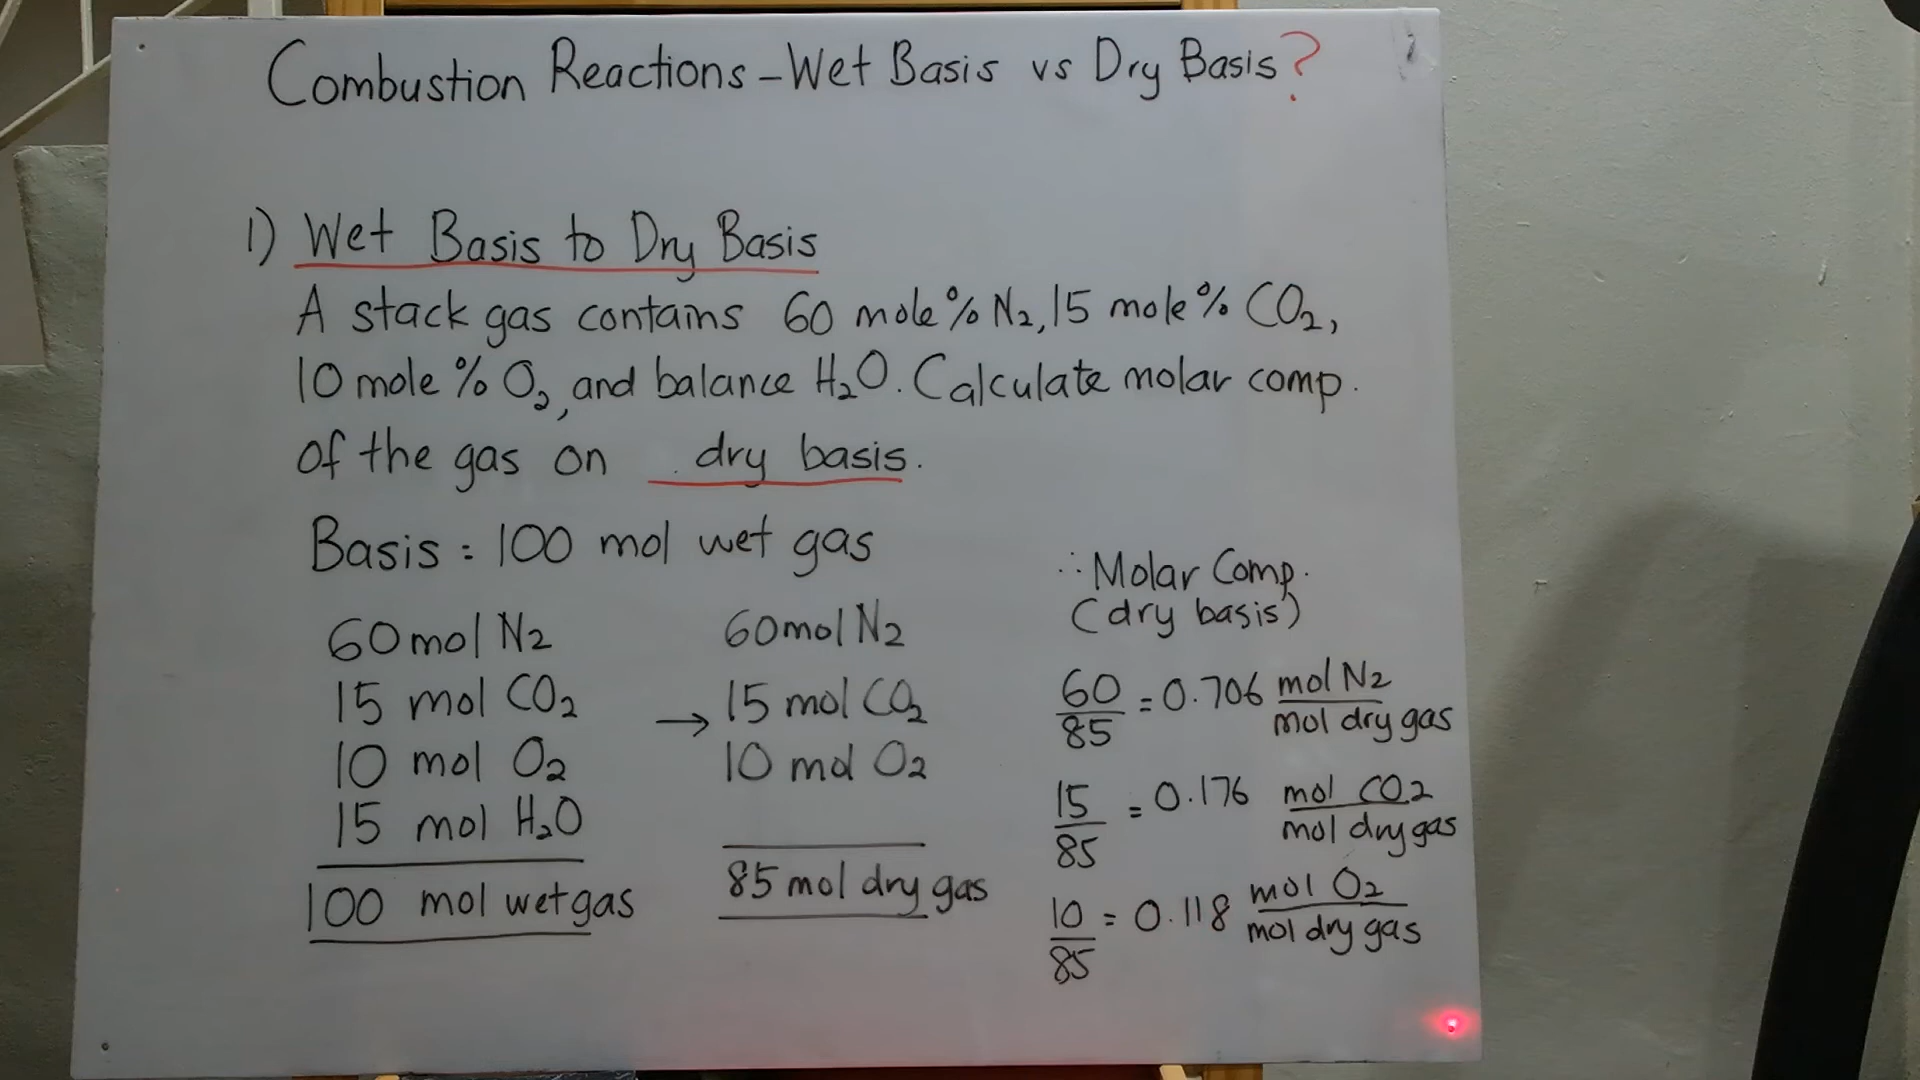 Combustion Reactions - Wet Basis vs Dry Basis?
1) Wet Basis to Dry Basis
A stack gas contains 60 mole % N₂, 15 mole % CO₂,
10 mole % O₂, and balance H₂O. Calculate molar comp.
of the gas on dry basis.
Basis : 100 mol wet gas
60 mol N₂
15 mol CO₂
10 mol O₂
15 mol H₂O
100 mol wet gas
→
60 mol N₂
15 mol CO₂
10 mol O₂
85 mol dry gas
∴ Molar Comp.
(dry basis)
60/85 = 0.706 mol N₂/mol dry gas
15/85 = 0.176 mol CO₂/mol dry gas
10/85 = 0.118 mol O₂/mol dry gas